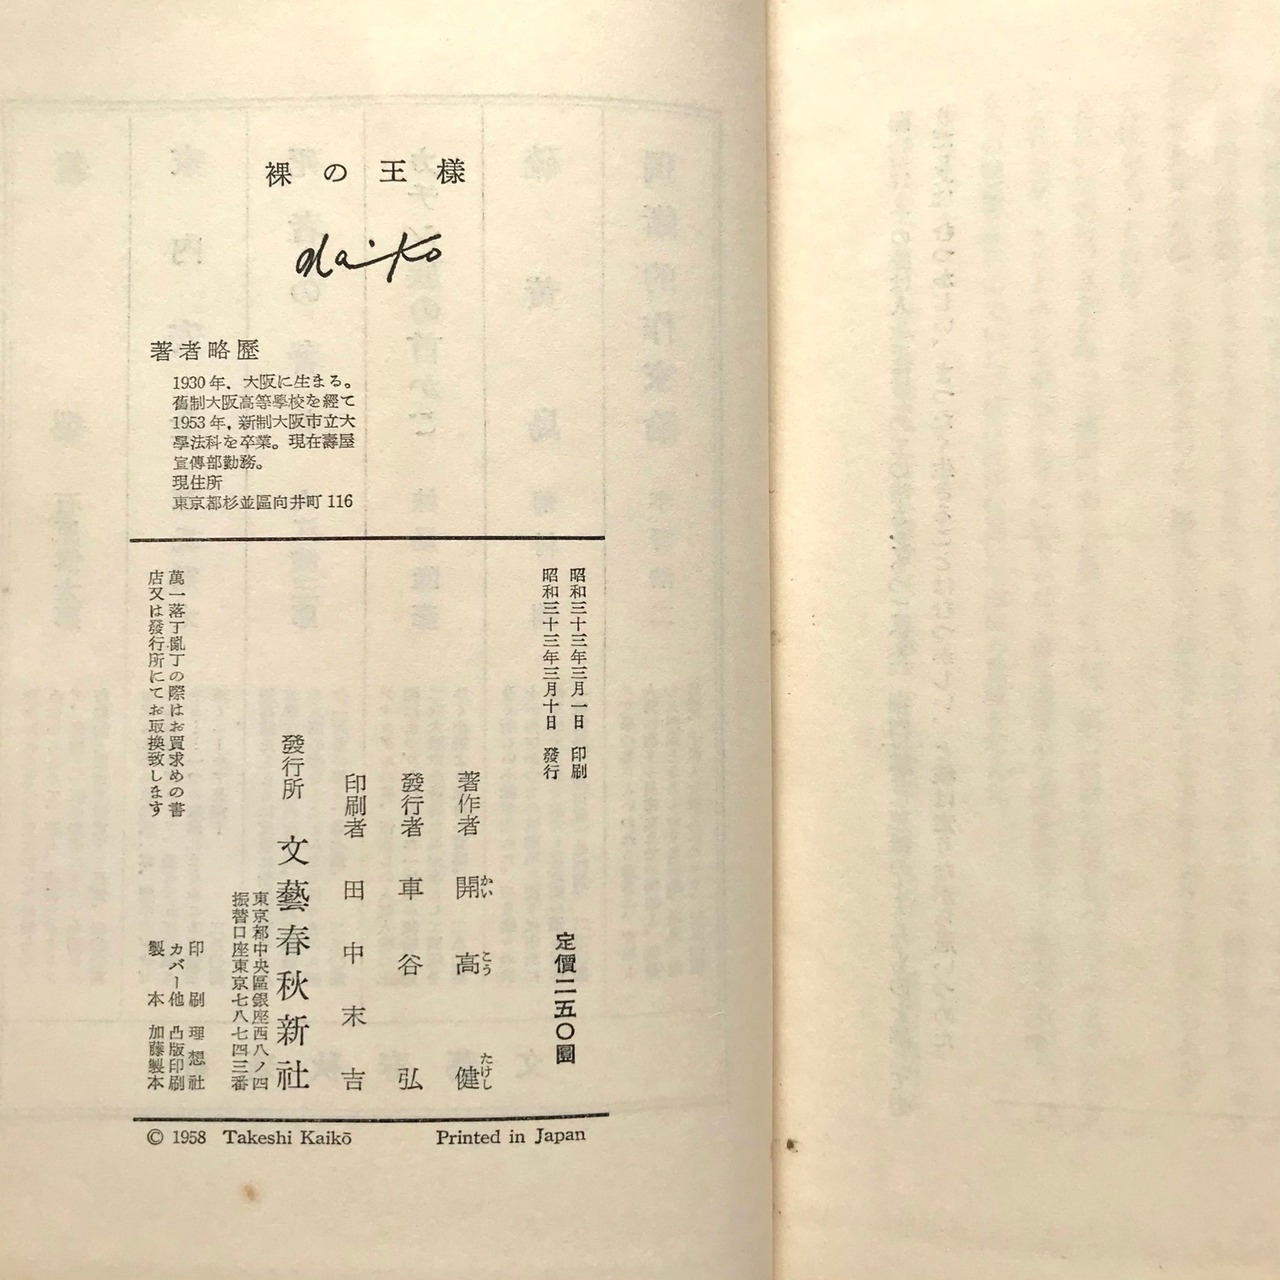 裸の王様
Kaiko
著者略歷
1930年、大阪に生まる。
舊制大阪高等學校を經て
1953年、新制大阪市立大
學法科を卒業。現在壽屋
宣傳部勤務。
現住所
東京都杉並區向井町116
昭和三十三年三月一日 印刷
昭和三十三年三月十日 發行
定價二五〇圓
著作者 開高健
かい こう たけし
發行者 車谷弘
印刷者 田中末吉
發行所 文藝春秋新社
東京都中央區銀座西八ノ四
振替口座東京七八七四三番
印刷 理想社
カバー他 凸版印刷
製本 加藤製本
萬一落丁亂丁の際はお買求めの書
店又は發行所にてお取換致します
© 1958 Takeshi Kaikō
Printed in Japan